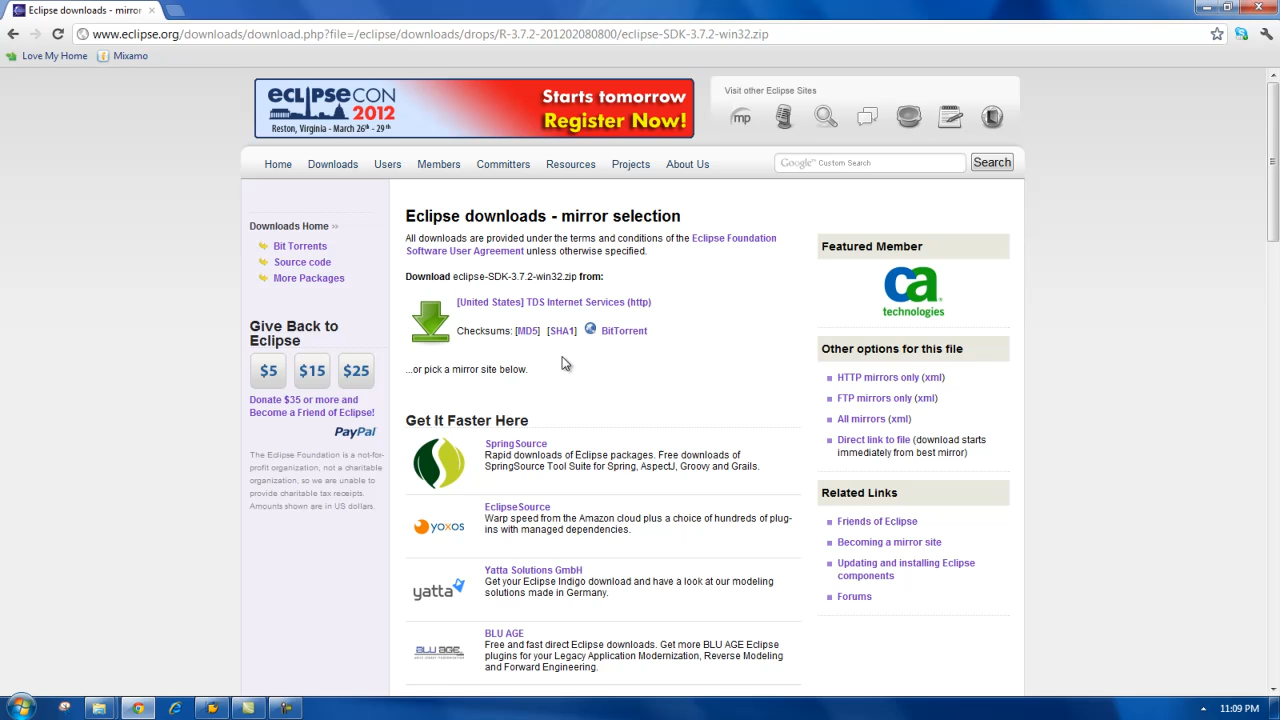 Eclipse downloads - mirror
www.eclipse.org/downloads/download.php?file=/eclipse/downloads/drops/R-3.7.2-201202080800/eclipse-SDK-3.7.2-win32.zip
Love My Home
Mixamo
eclipsecon
2012
Reston, Virginia - March 26th - 29th
Starts tomorrow
Register Now!
Visit other Eclipse Sites
mp
Home Downloads Users Members Committers Resources Projects About Us
Google™ Custom Search
Search
Downloads Home
Bit Torrents
Source code
More Packages
Give Back to
Eclipse
$5 $15 $25
Donate $35 or more and
Become a Friend of Eclipse!
PayPal
The Eclipse Foundation is a not-for-
profit organization, not a charitable
organization, so we are unable to
provide charitable tax receipts.
Amounts shown are in US dollars.
Eclipse downloads - mirror selection
All downloads are provided under the terms and conditions of the Eclipse Foundation
Software User Agreement unless otherwise specified.
Download eclipse-SDK-3.7.2-win32.zip from:
[United States] TDS Internet Services (http)
Checksums: [MD5] [SHA1] BitTorrent
...or pick a mirror site below.
Get It Faster Here
SpringSource
Rapid downloads of Eclipse packages. Free downloads of
SpringSource Tool Suite for Spring, AspectJ, Groovy and Grails.
yoxos
EclipseSource
Warp speed from the Amazon cloud plus a choice of hundreds of plug-
ins with managed dependencies.
yatta
Yatta Solutions GmbH
Get your Eclipse Indigo download and have a look at our modeling
solutions made in Germany.
BLU AGE
BLU AGE
Free and fast direct Eclipse downloads. Get more BLU AGE Eclipse
plugins for your Legacy Application Modernization, Reverse Modeling
and Forward Engineering.
Featured Member
ca
technologies
Other options for this file
HTTP mirrors only (xml)
FTP mirrors only (xml)
All mirrors (xml)
Direct link to file (download starts
immediately from best mirror)
Related Links
Friends of Eclipse
Becoming a mirror site
Updating and installing Eclipse
components
Forums
11:09 PM